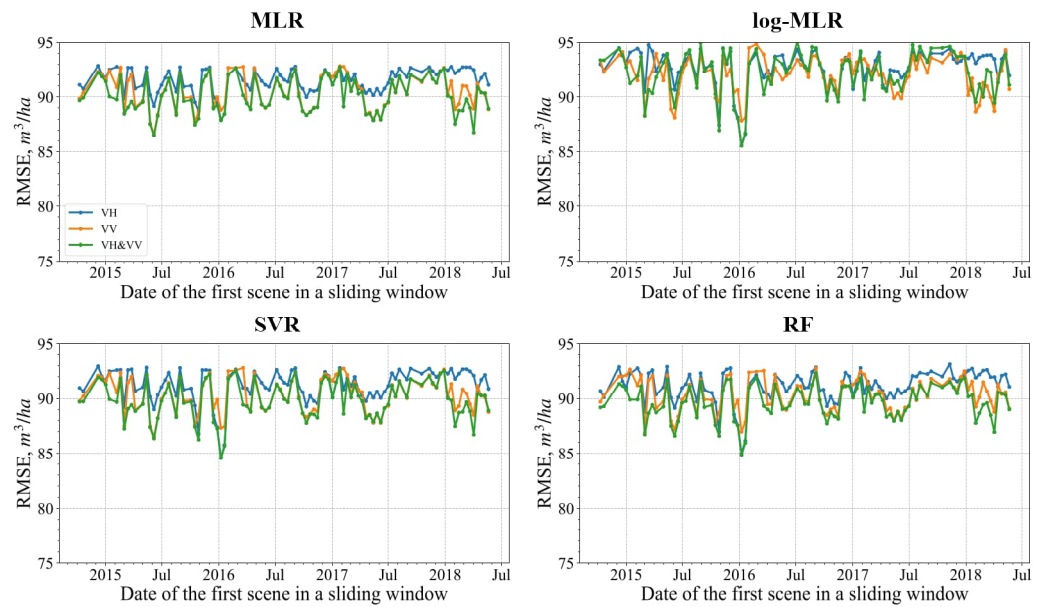 MLR
95
90
85
80
75
RMSE, m³/ha
VH
VV
VH&VV
2015 Jul 2016 Jul 2017 Jul 2018 Jul
Date of the first scene in a sliding window
log-MLR
95
90
85
80
75
RMSE, m³/ha
2015 Jul 2016 Jul 2017 Jul 2018 Jul
Date of the first scene in a sliding window
SVR
95
90
85
80
75
RMSE, m³/ha
2015 Jul 2016 Jul 2017 Jul 2018 Jul
Date of the first scene in a sliding window
RF
95
90
85
80
75
RMSE, m³/ha
2015 Jul 2016 Jul 2017 Jul 2018 Jul
Date of the first scene in a sliding window